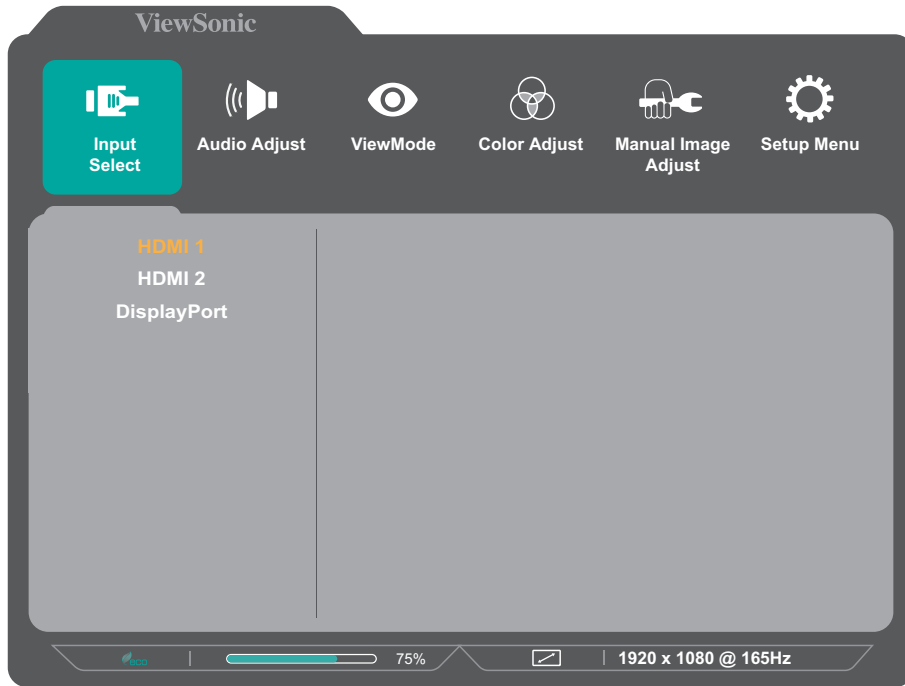 ViewSonic
Input Select
Audio Adjust
ViewMode
Color Adjust
Manual Image Adjust
Setup Menu
HDMI 1
HDMI 2
DisplayPort
eco
75%
1920 x 1080 @ 165Hz